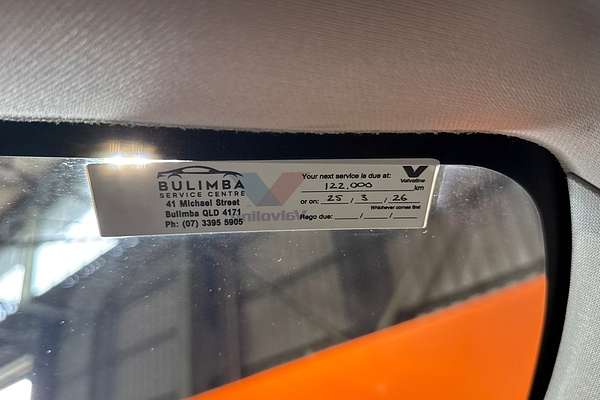 BULIMBA
SERVICE CENTRE
41 Michael Street
Bulimba QLD 4171
Ph: (07) 3395 5905
Valvoline
Your next service is due at:
122,000 km
or on: 25 / 3 / 26
Whichever comes first
Rego due: / /
Valvoline